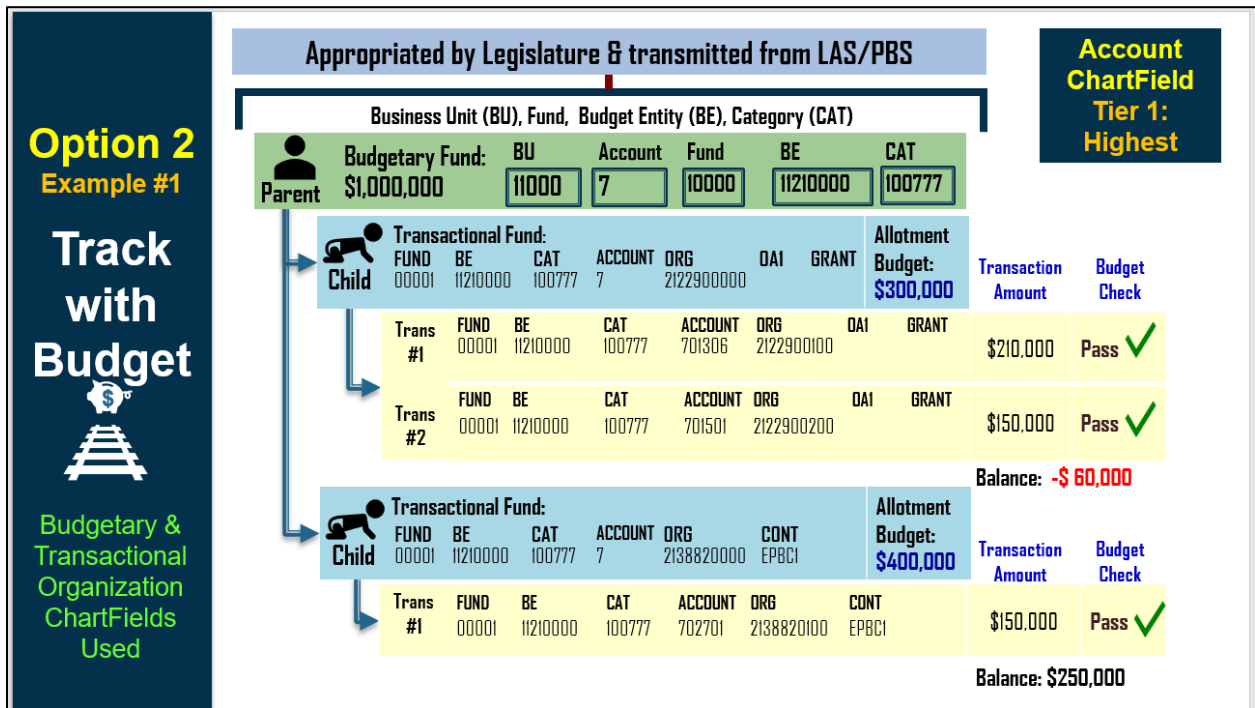 Option 2
Example #1
Track
with
Budget
$
Budgetary &
Transactional
Organization
ChartFields
Used
Appropriated by Legislature & transmitted from LAS/PBS
Account
ChartField
Tier 1:
Highest
Business Unit (BU), Fund, Budget Entity (BE), Category (CAT)
Parent
Budgetary Fund: BU Account Fund BE CAT
$1,000,000 11000 7 10000 11210000 100777
Child
Transactional Fund:
FUND BE CAT ACCOUNT ORG OA1 GRANT
00001 11210000 100777 7 2122900000
Allotment
Budget:
$300,000
Transaction
Amount
Budget
Check
Trans
#1
FUND BE CAT ACCOUNT ORG OA1 GRANT
00001 11210000 100777 701306 2122900100
$210,000 Pass
Trans
#2
FUND BE CAT ACCOUNT ORG OA1 GRANT
00001 11210000 100777 701501 2122900200
$150,000 Pass
Balance: -$ 60,000
Child
Transactional Fund:
FUND BE CAT ACCOUNT ORG CONT
00001 11210000 100777 7 2138820000 EPBC1
Allotment
Budget:
$400,000
Transaction
Amount
Budget
Check
Trans
#1
FUND BE CAT ACCOUNT ORG CONT
00001 11210000 100777 702701 2138820100 EPBC1
$150,000 Pass
Balance: $250,000